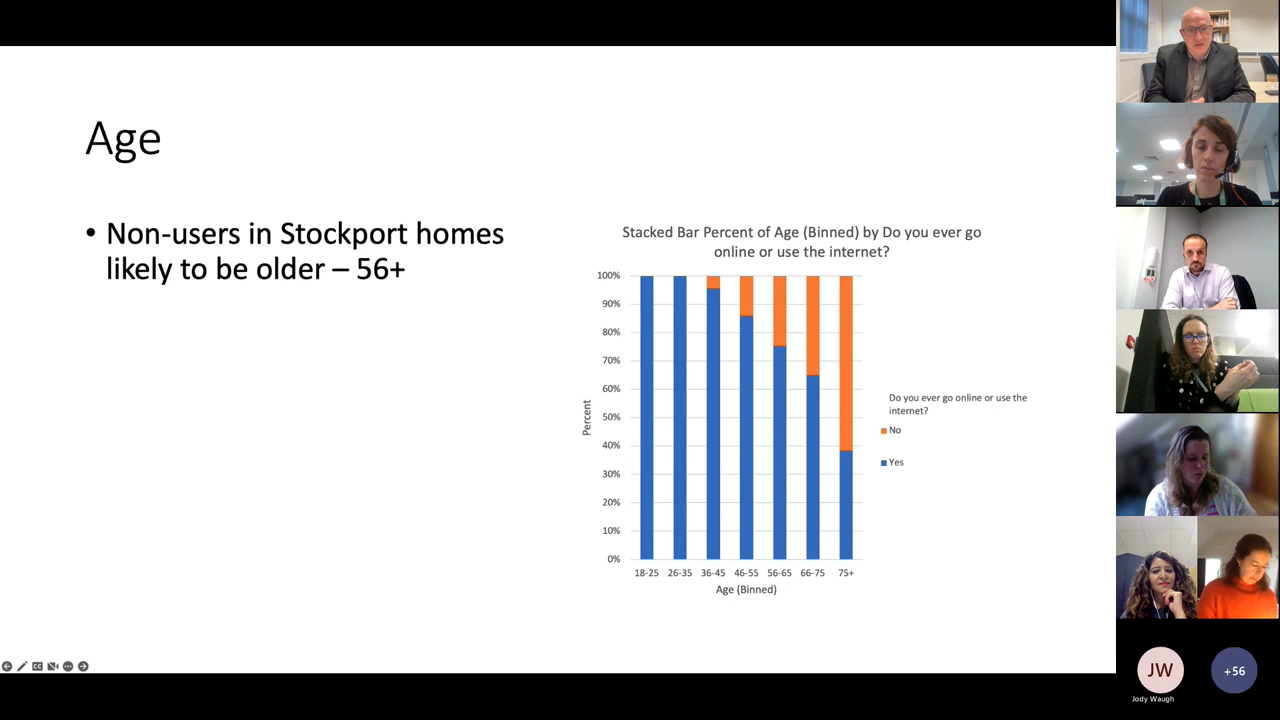 Age
• Non-users in Stockport homes
likely to be older – 56+
Stacked Bar Percent of Age (Binned) by Do you ever go
online or use the internet?
100%
90%
80%
70%
60%
50%
40%
30%
20%
10%
0%
Percent
18-25 26-35 36-45 46-55 56-65 66-75 75+
Age (Binned)
Do you ever go online or use the
internet?
No
Yes
JW
Jody Waugh
+56